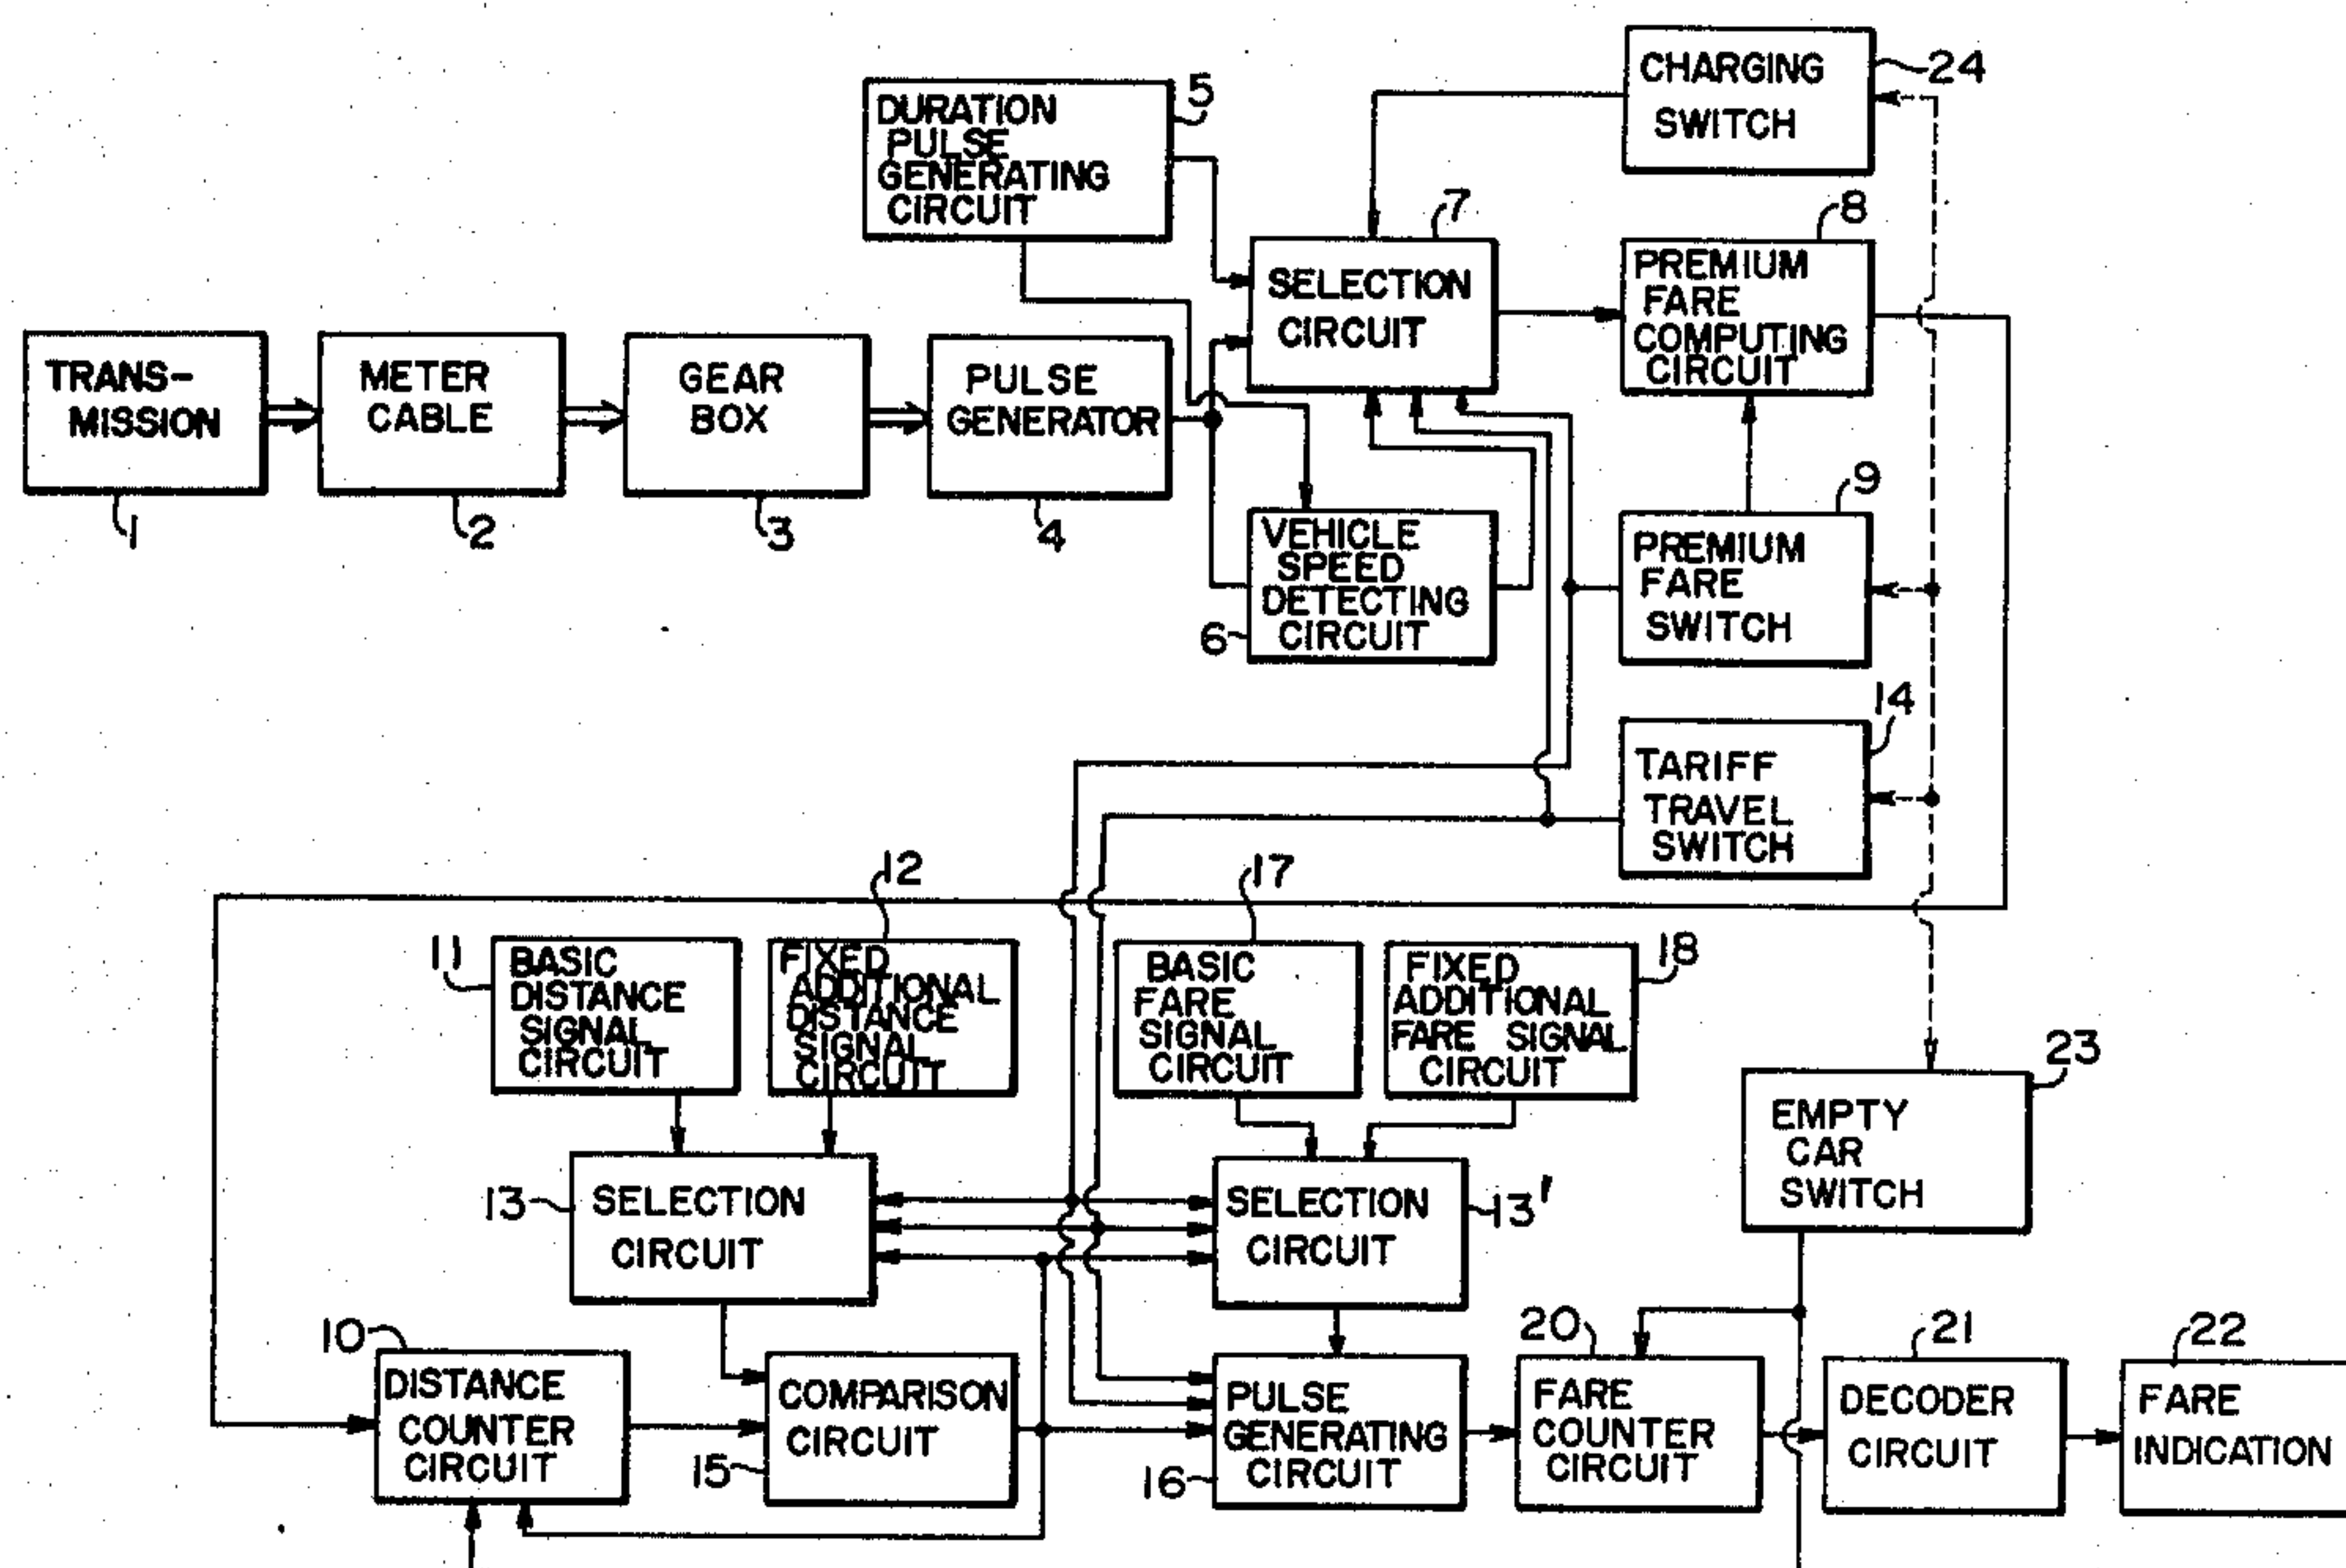 CHARGING
SWITCH
24
DURATION
PULSE
GENERATING
CIRCUIT
5
SELECTION
CIRCUIT
7
PREMIUM
FARE
COMPUTING
CIRCUIT
8
TRANS-
MISSION
1
METER
CABLE
2
GEAR
BOX
3
PULSE
GENERATOR
4
VEHICLE
SPEED
DETECTING
CIRCUIT
6
PREMIUM
FARE
SWITCH
9
TARIFF
TRAVEL
SWITCH
14
11
BASIC
DISTANCE
SIGNAL
CIRCUIT
12
FIXED
ADDITIONAL
DISTANCE
SIGNAL
CIRCUIT
17
BASIC
FARE
SIGNAL
CIRCUIT
18
FIXED
ADDITIONAL
FARE SIGNAL
CIRCUIT
23
EMPTY
CAR
SWITCH
13
SELECTION
CIRCUIT
13'
SELECTION
CIRCUIT
10
DISTANCE
COUNTER
CIRCUIT
15
COMPARISON
CIRCUIT
16
PULSE
GENERATING
CIRCUIT
20
FARE
COUNTER
CIRCUIT
21
DECODER
CIRCUIT
22
FARE
INDICATION